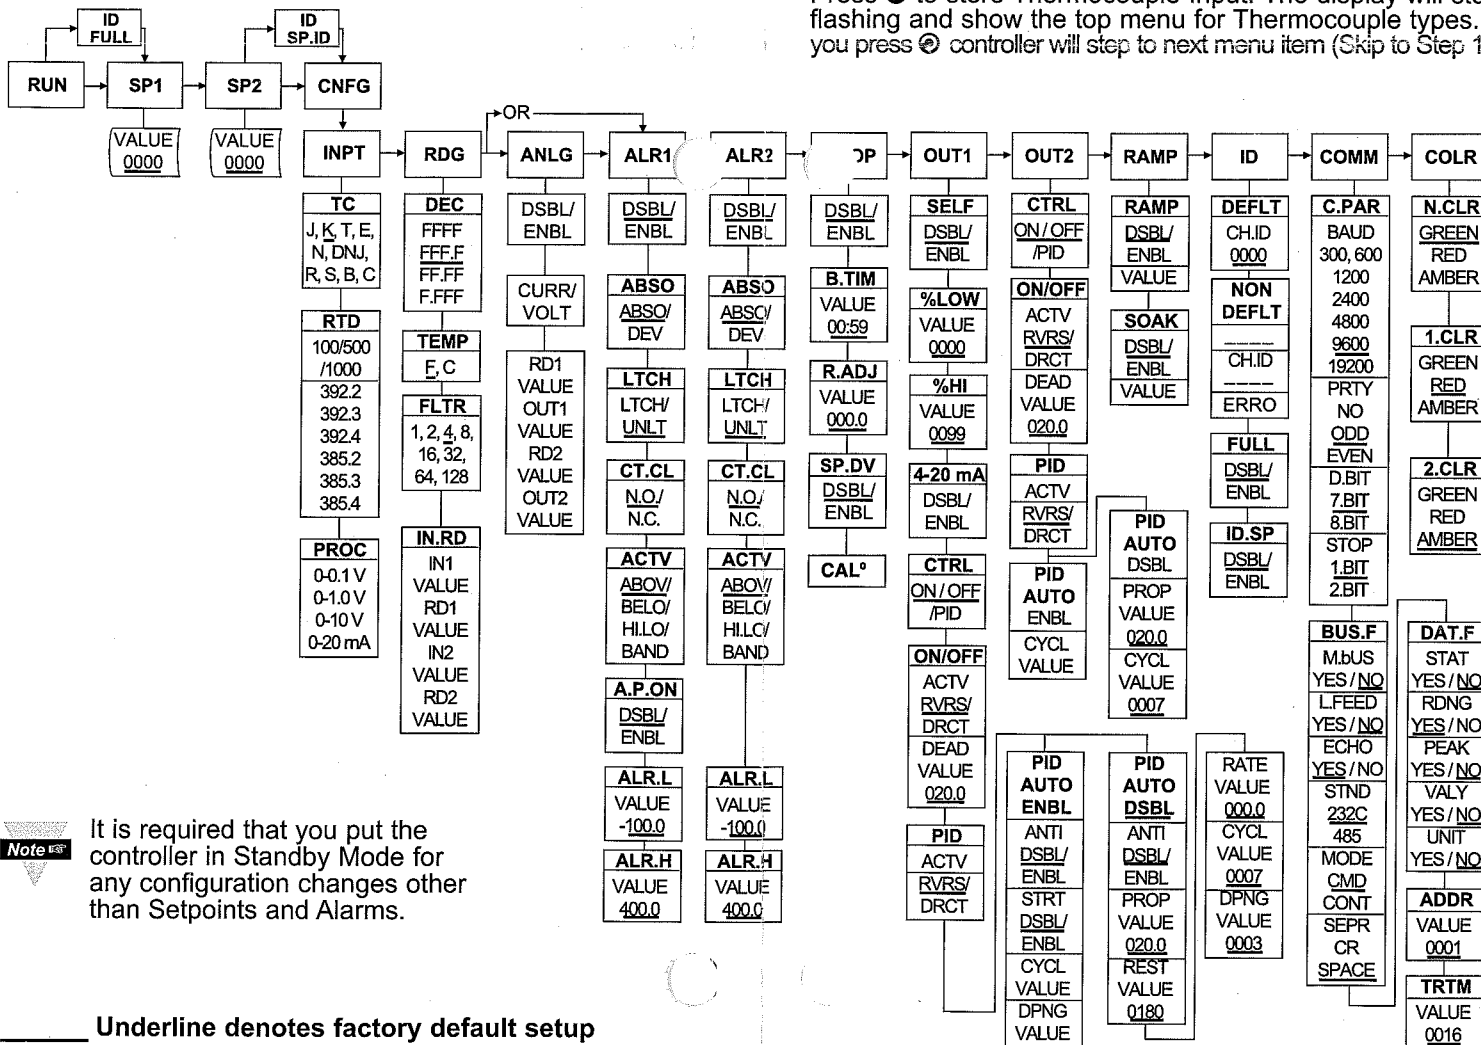 Press to store Thermocouple input. The display will
flashing and show the top menu for Thermocouple types.
you press controller will step to next menu item (Skip to Step 1
ID
FULL
ID
SP.ID
RUN
SP1
SP2
CNFG
VALUE
0000
VALUE
0000
OR
INPT
RDG
ANLG
ALR1
ALR2
OUT1
OUT2
RAMP
ID
COMM
COLR
TC
J, K, T, E,
N, DNJ,
R, S, B, C
RTD
100/500
/1000
392.2
392.3
392.4
385.2
385.3
385.4
PROC
0-0.1 V
0-1.0 V
0-10 V
0-20 mA
DEC
FFFF
FFF.F
FF.FF
F.FFF
TEMP
F, C
FLTR
1, 2, 4, 8,
16, 32,
64, 128
IN.RD
IN1
VALUE
RD1
VALUE
IN2
VALUE
RD2
VALUE
DSBL/
ENBL
CURR/
VOLT
RD1
VALUE
OUT1
VALUE
RD2
VALUE
OUT2
VALUE
DSBL/
ENBL
ABSO
ABSO/
DEV
LTCH
LTCH/
UNLT
CT.CL
N.O./
N.C.
ACTV
ABOV/
BELO/
HI.LO/
BAND
A.P.ON
DSBL/
ENBL
ALR.L
VALUE
-100.0
ALR.H
VALUE
400.0
DSBL/
ENBL
ABSO
ABSO/
DEV
LTCH
LTCH/
UNLT
CT.CL
N.O./
N.C.
ACTV
ABOV/
BELO/
HI.LO/
BAND
ALR.L
VALUE
-100.0
ALR.H
VALUE
400.0
DSBL/
ENBL
B.TIM
VALUE
00:59
R.ADJ
VALUE
000.0
SP.DV
DSBL/
ENBL
CALº
SELF
DSBL/
ENBL
%LOW
VALUE
0000
%HI
VALUE
0099
4-20 mA
DSBL/
ENBL
CTRL
ON / OFF
/PID
ON/OFF
ACTV
RVRS/
DRCT
DEAD
VALUE
020.0
PID
ACTV
RVRS/
DRCT
PID
AUTO
ENBL
ANTI
DSBL/
ENBL
STRT
DSBL/
ENBL
CYCL
VALUE
DPNG
VALUE
PID
AUTO
DSBL
ANTI
DSBL/
ENBL
PROP
VALUE
020.0
REST
VALUE
0180
RATE
VALUE
000.0
CYCL
VALUE
0007
DPNG
VALUE
0003
CTRL
ON / OFF
/PID
ON/OFF
ACTV
RVRS/
DRCT
DEAD
VALUE
020.0
PID
ACTV
RVRS/
DRCT
PID
AUTO
ENBL
CYCL
VALUE
PID
AUTO
DSBL
PROP
VALUE
020.0
CYCL
VALUE
0007
RAMP
DSBL/
ENBL
VALUE
SOAK
DSBL/
ENBL
VALUE
DEFLT
CH.ID
0000
NON
DEFLT
_ _ _ _
CH.ID
_ _ _ _
ERRO
FULL
DSBL/
ENBL
ID.SP
DSBL/
ENBL
C.PAR
BAUD
300, 600
1200
2400
4800
9600
19200
PRTY
NO
ODD
EVEN
D.BIT
7.BIT
8.BIT
STOP
1.BIT
2.BIT
BUS.F
M.bUS
YES / NO
L.FEED
YES / NO
ECHO
YES / NO
STND
232C
485
MODE
CMD
CONT
SEPR
CR
SPACE
DAT.F
STAT
YES / NO
RDNG
YES / NO
PEAK
YES / NO
VALY
YES / NO
UNIT
YES / NO
ADDR
VALUE
0001
TRTM
VALUE
0016
N.CLR
GREEN
RED
AMBER
1.CLR
GREEN
RED
AMBER
2.CLR
GREEN
RED
AMBER
Note
It is required that you put the
controller in Standby Mode for
any configuration changes other
than Setpoints and Alarms.
Underline denotes factory default setup